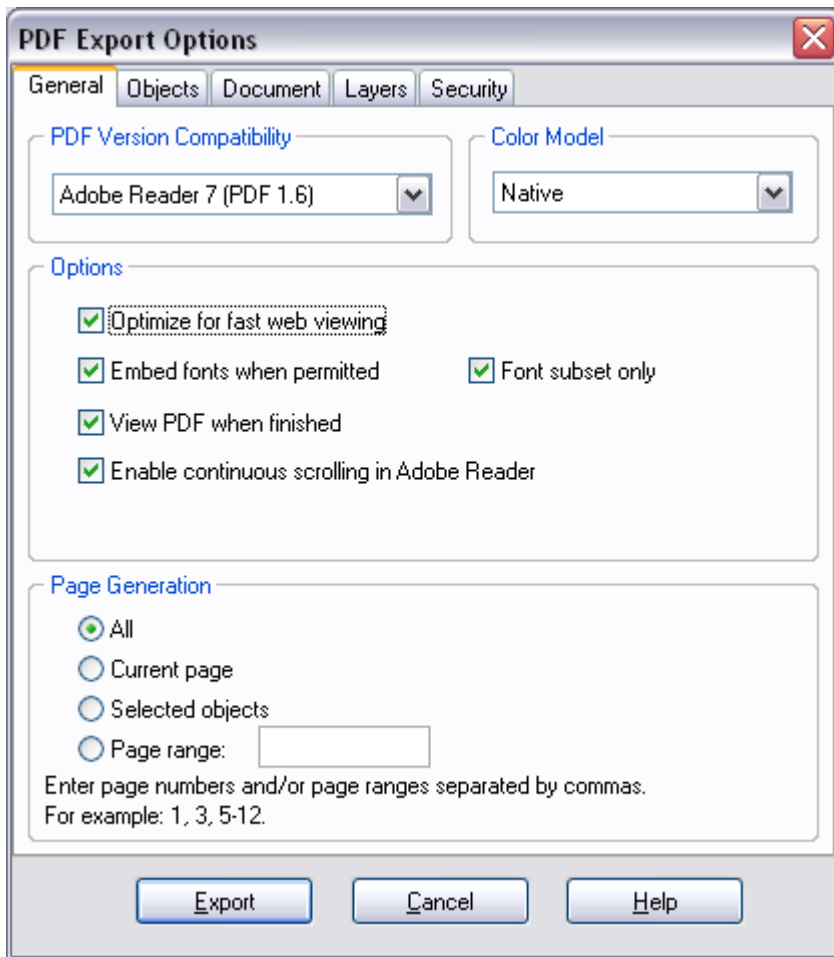 PDF Export Options
General Objects Document Layers Security
PDF Version Compatibility Color Model
Adobe Reader 7 (PDF 1.6) Native
Options
Optimize for fast web viewing
Embed fonts when permitted Font subset only
View PDF when finished
Enable continuous scrolling in Adobe Reader
Page Generation
All
Current page
Selected objects
Page range:
Enter page numbers and/or page ranges separated by commas.
For example: 1, 3, 5-12.
Export Cancel Help